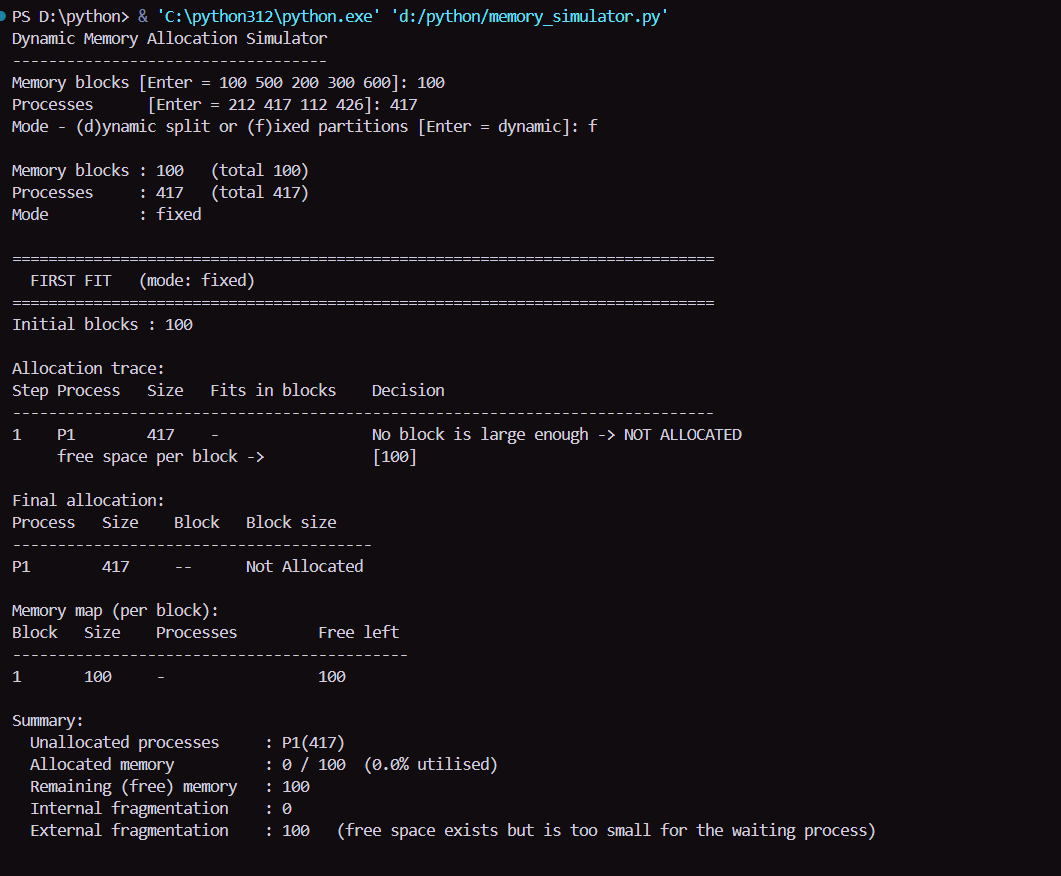 PS D:\python> & 'C:\python312\python.exe' 'd:/python/memory_simulator.py'
Dynamic Memory Allocation Simulator
-----------------------------------
Memory blocks [Enter = 100 500 200 300 600]: 100
Processes      [Enter = 212 417 112 426]: 417
Mode - (d)ynamic split or (f)ixed partitions [Enter = dynamic]: f

Memory blocks : 100   (total 100)
Processes     : 417   (total 417)
Mode          : fixed

==============================================================================
  FIRST FIT   (mode: fixed)
==============================================================================
Initial blocks : 100

Allocation trace:
Step Process   Size   Fits in blocks    Decision
------------------------------------------------------------------------------
1    P1        417    -                 No block is large enough -> NOT ALLOCATED
     free space per block ->            [100]

Final allocation:
Process   Size    Block   Block size
----------------------------------------
P1        417     --      Not Allocated

Memory map (per block):
Block   Size    Processes         Free left
--------------------------------------------
1       100     -                 100

Summary:
  Unallocated processes     : P1(417)
  Allocated memory          : 0 / 100  (0.0% utilised)
  Remaining (free) memory   : 100
  Internal fragmentation    : 0
  External fragmentation    : 100   (free space exists but is too small for the waiting process)